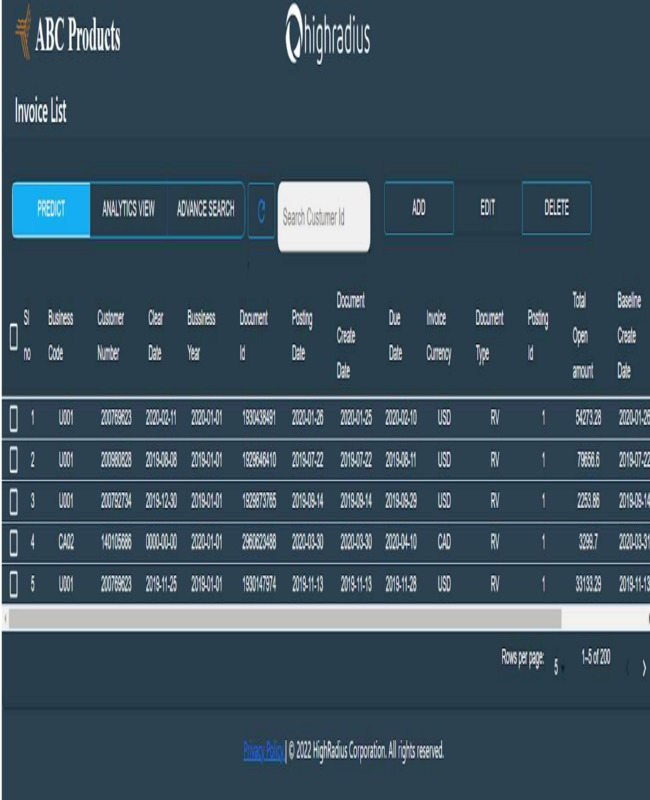 ABC Products
highradius
Invoice List
PREDICT ANALYTICS VIEW ADVANCE SEARCH Search Custumer Id ADD EDIT DELETE
Sl no Business Code Customer Number Clear Date Bussiness Year Document Id Posting Date Document Create Date Due Date Invoice Currency Document Type Posting Id Total Open amount Baseline Create Date
1 U001 200769623 2020-02-11 2020-01-01 1930438491 2020-01-26 2020-01-25 2020-02-10 USD RV 1 54273.28 2020-01-26
2 U001 200980828 2019-08-08 2019-01-01 1929646410 2019-07-22 2019-07-22 2019-08-11 USD RV 1 79656.6 2019-07-22
3 U001 200792734 2019-12-30 2019-01-01 1929873765 2019-09-14 2019-09-14 2019-09-29 USD RV 1 2253.86 2019-09-14
4 CA02 140105686 0000-00-00 2020-01-01 2960623488 2020-03-30 2020-03-30 2020-04-10 CAD RV 1 3299.7 2020-03-31
5 U001 200769623 2019-11-25 2019-01-01 1930147974 2019-11-13 2019-11-13 2019-11-28 USD RV 1 33133.29 2019-11-13
Rows per page: 5 1-5 of 200
Privacy Policy | © 2022 HighRadius Corporation. All rights reserved.